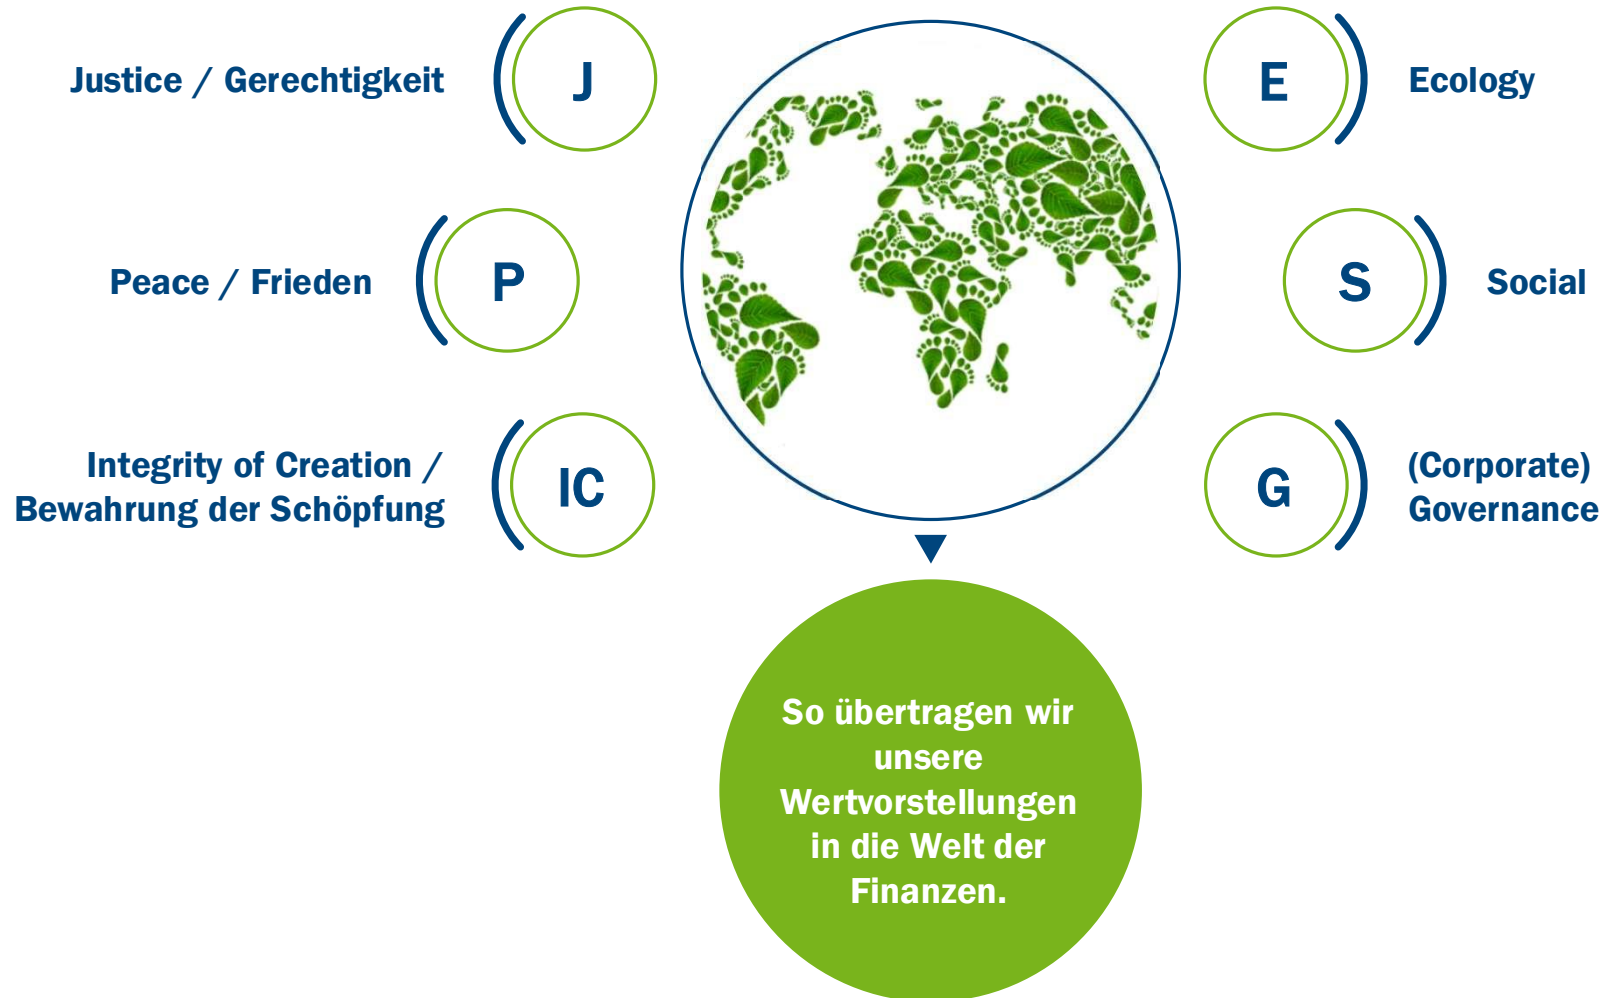 Justice / Gerechtigkeit
J
E
Ecology
Peace / Frieden
P
S
Social
Integrity of Creation /
Bewahrung der Schöpfung
IC
G
(Corporate)
Governance
So übertragen wir
unsere
Wertvorstellungen
in die Welt der
Finanzen.